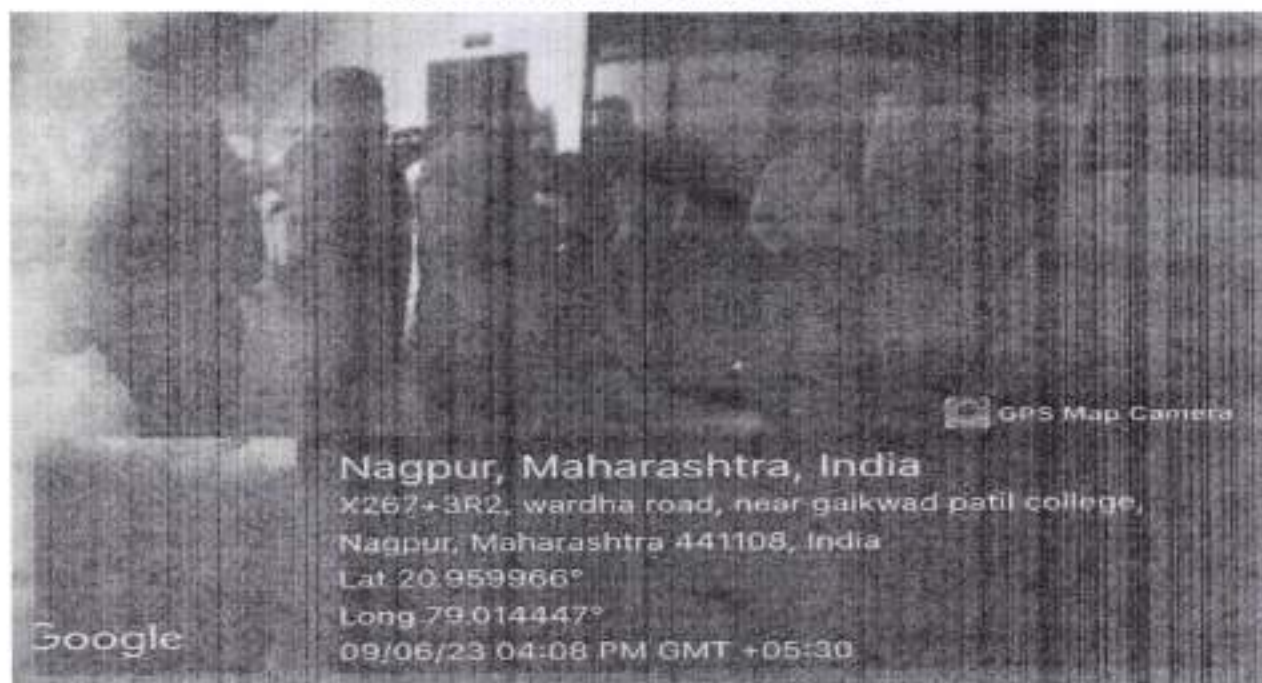 GPS Map Camera
Nagpur, Maharashtra, India
X267+3R2, wardha road, near gaikwad patil college,
Nagpur, Maharashtra 441108, India
Lat 20.959966°
Long 79.014447°
09/06/23 04:08 PM GMT +05:30
Google